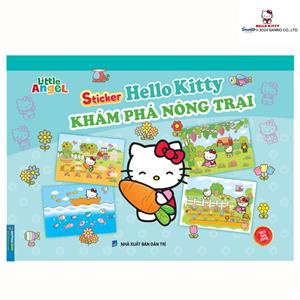 HELLO KITTY
SANRIO © 2024 SANRIO CO., LTD.
Little
Angel
Sticker Hello Kitty
KHÁM PHÁ NÔNG TRẠI
NHÀ XUẤT BẢN DÂN TRÍ